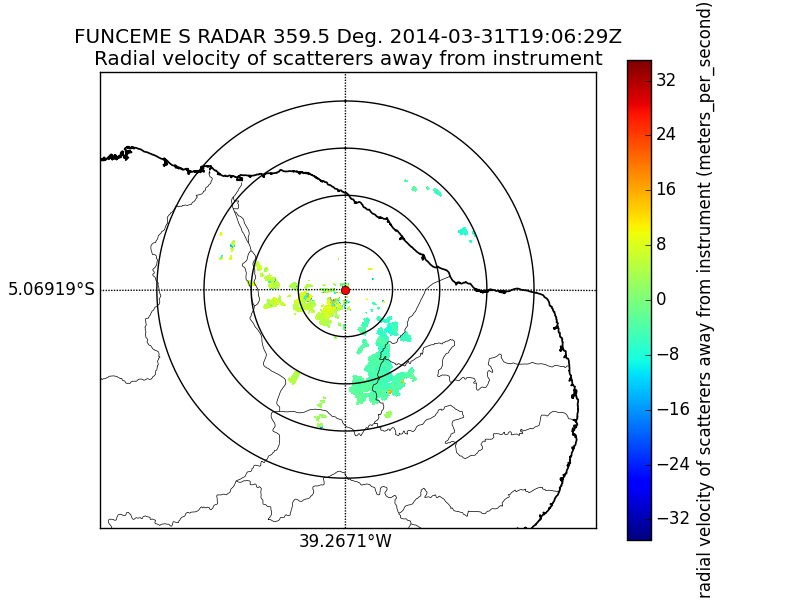 FUNCEME S RADAR 359.5 Deg. 2014-03-31T19:06:29Z
Radial velocity of scatterers away from instrument
5.06919°S
39.2671°W
32
24
16
8
0
−8
−16
−24
−32
radial velocity of scatterers away from instrument (meters_per_second)